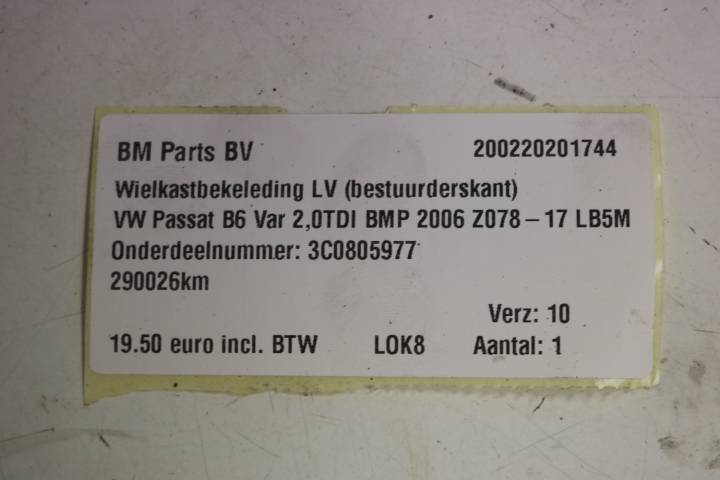 BM Parts BV 200220201744
Wielkastbekeleding LV (bestuurderskant)
VW Passat B6 Var 2,0TDI BMP 2006 Z078-17 LB5M
Onderdeelnummer: 3C0805977
290026km
Verz: 10
19.50 euro incl. BTW LOK8 Aantal: 1